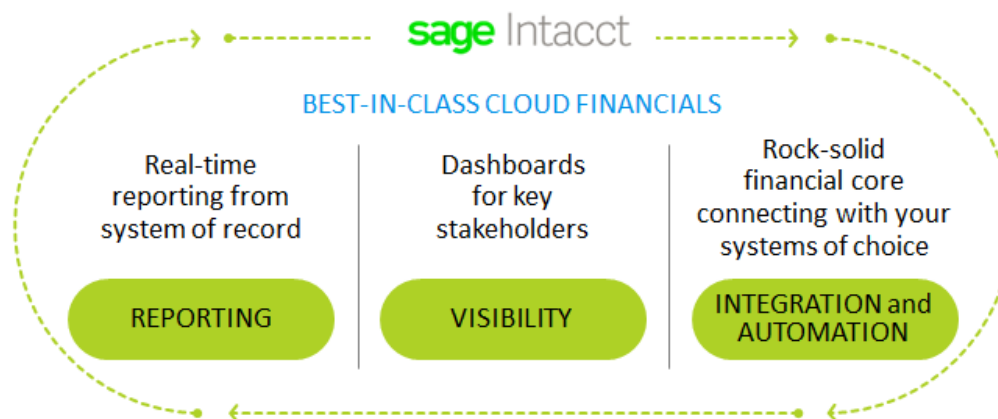 sage Intacct
BEST-IN-CLASS CLOUD FINANCIALS
Real-time
reporting from
system of record
REPORTING
Dashboards
for key
stakeholders
VISIBILITY
Rock-solid
financial core
connecting with your
systems of choice
INTEGRATION and
AUTOMATION